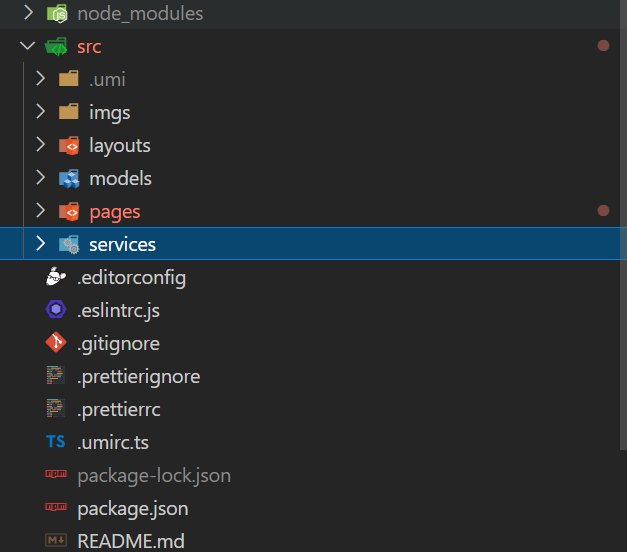 node_modules
src
.umi
imgs
layouts
models
pages
services
.editorconfig
.eslintrc.js
.gitignore
.prettierignore
.prettierrc
TS .umirc.ts
package-lock.json
package.json
README.md